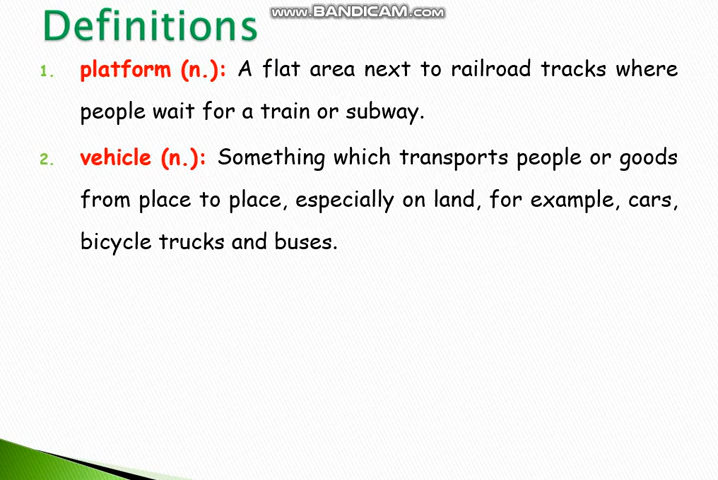 www.BANDICAM.com
Definitions
1. platform (n.): A flat area next to railroad tracks where
people wait for a train or subway.
2. vehicle (n.): Something which transports people or goods
from place to place, especially on land, for example, cars,
bicycle trucks and buses.